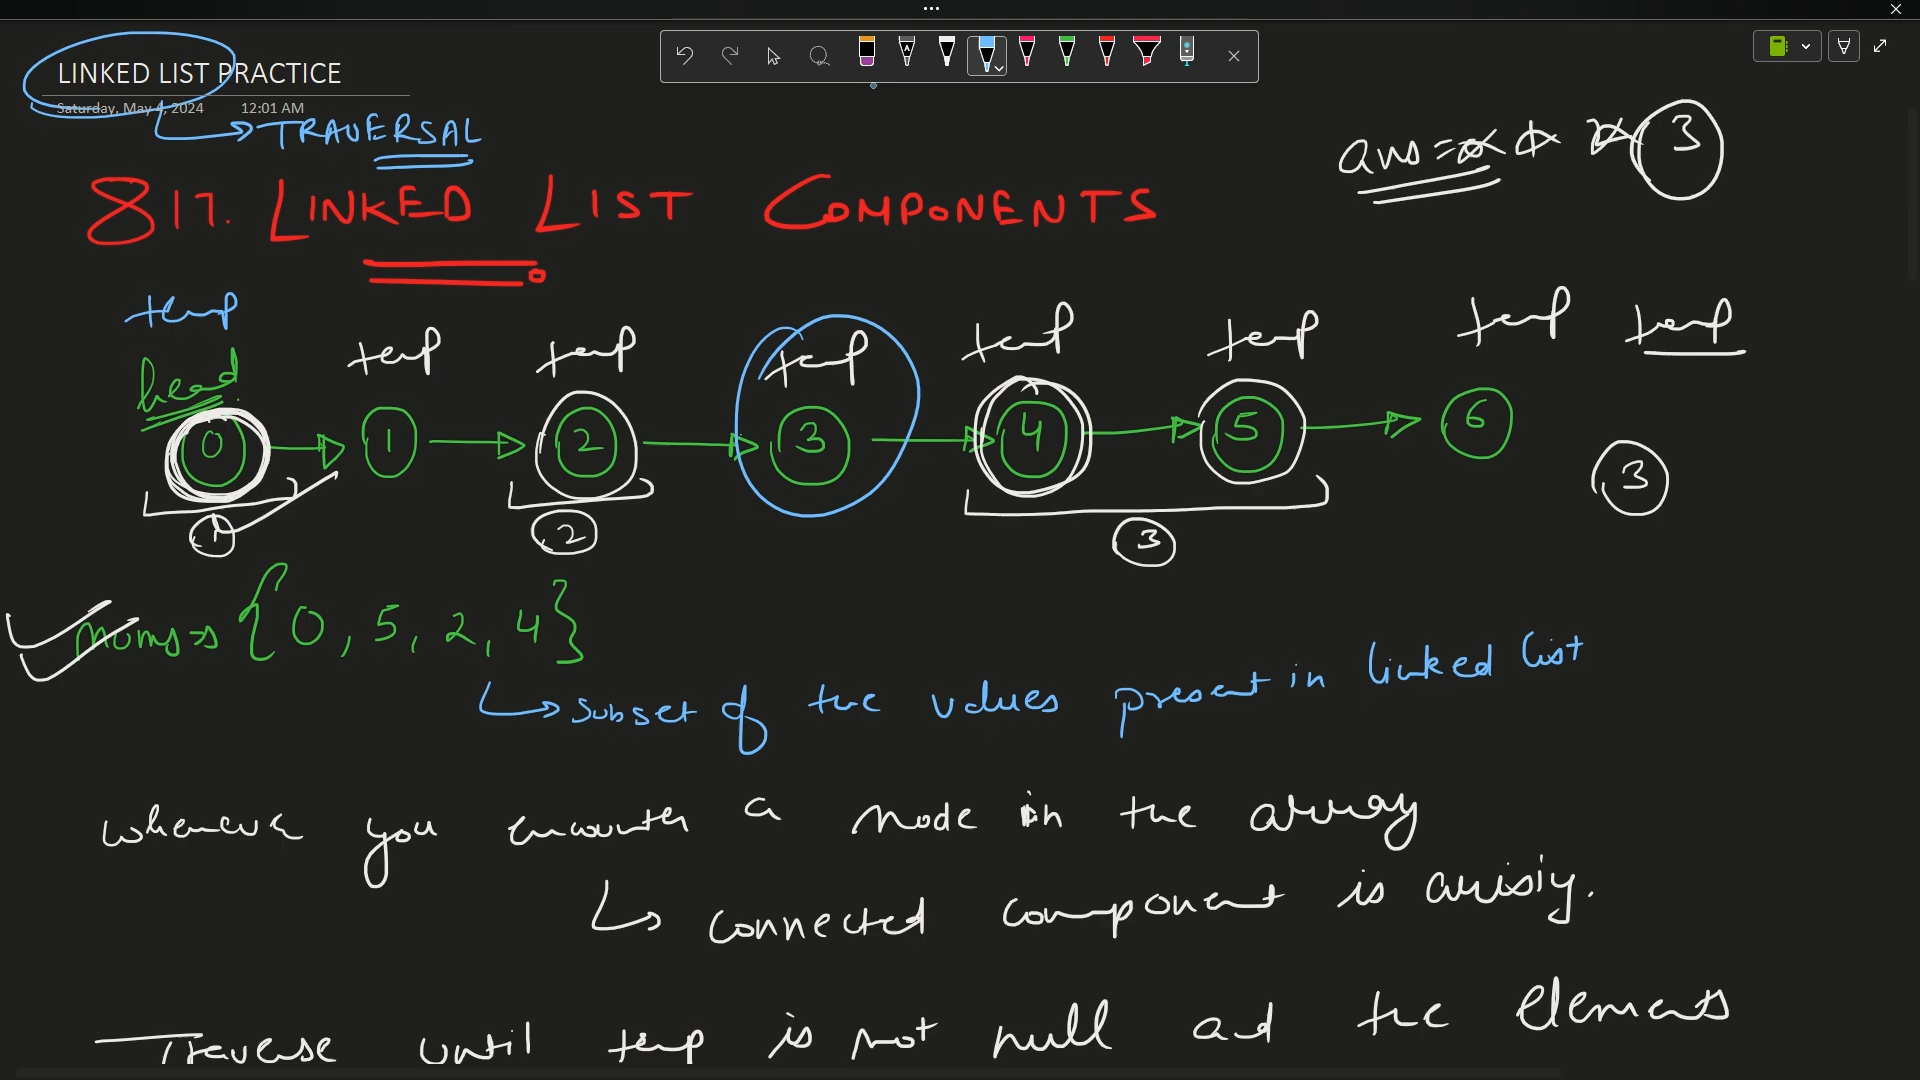 LINKED LIST PRACTICE
Saturday, May 4, 2024 12:01 AM
TRAVERSAL
ans = 0 1 2 3
817. LINKED LIST COMPONENTS
temp temp temp temp temp temp temp temp
head
0 1 2 3 4 5 6
3
1 2 3
nums => {0, 5, 2, 4}
subset of the values present in linked list
whenever you encounter a node in the array
connected component is arising.
Traverse until temp is not null and the elements